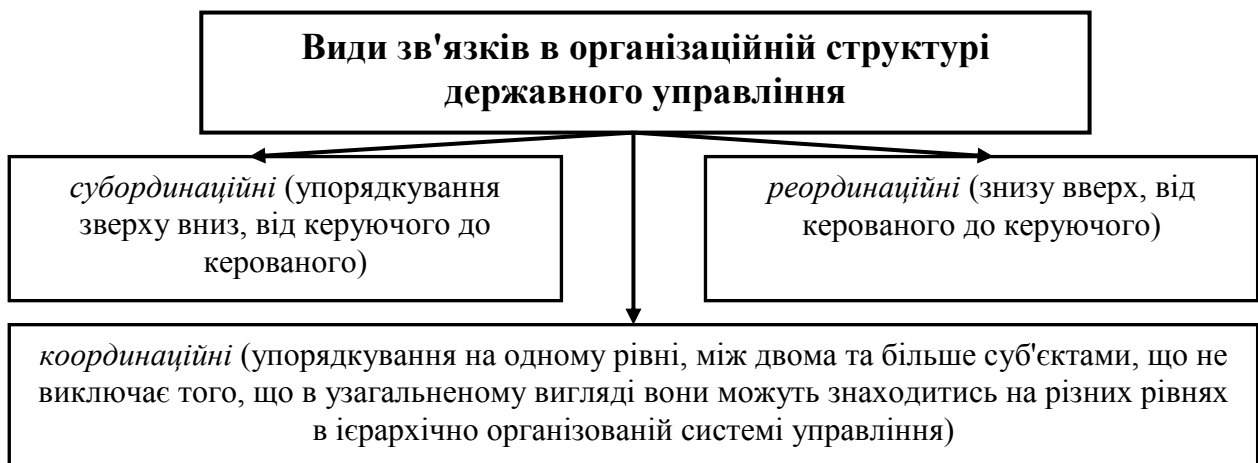 Види зв'язків в організаційній структурі
державного управління
субординаційні (упорядкування
зверху вниз, від керуючого до
керованого)
реординаційні (знизу вверх, від
керованого до керуючого)
координаційні (упорядкування на одному рівні, між двома та більше суб'єктами, що не
виключає того, що в узагальненому вигляді вони можуть знаходитись на різних рівнях
в ієрархічно організованій системі управління)